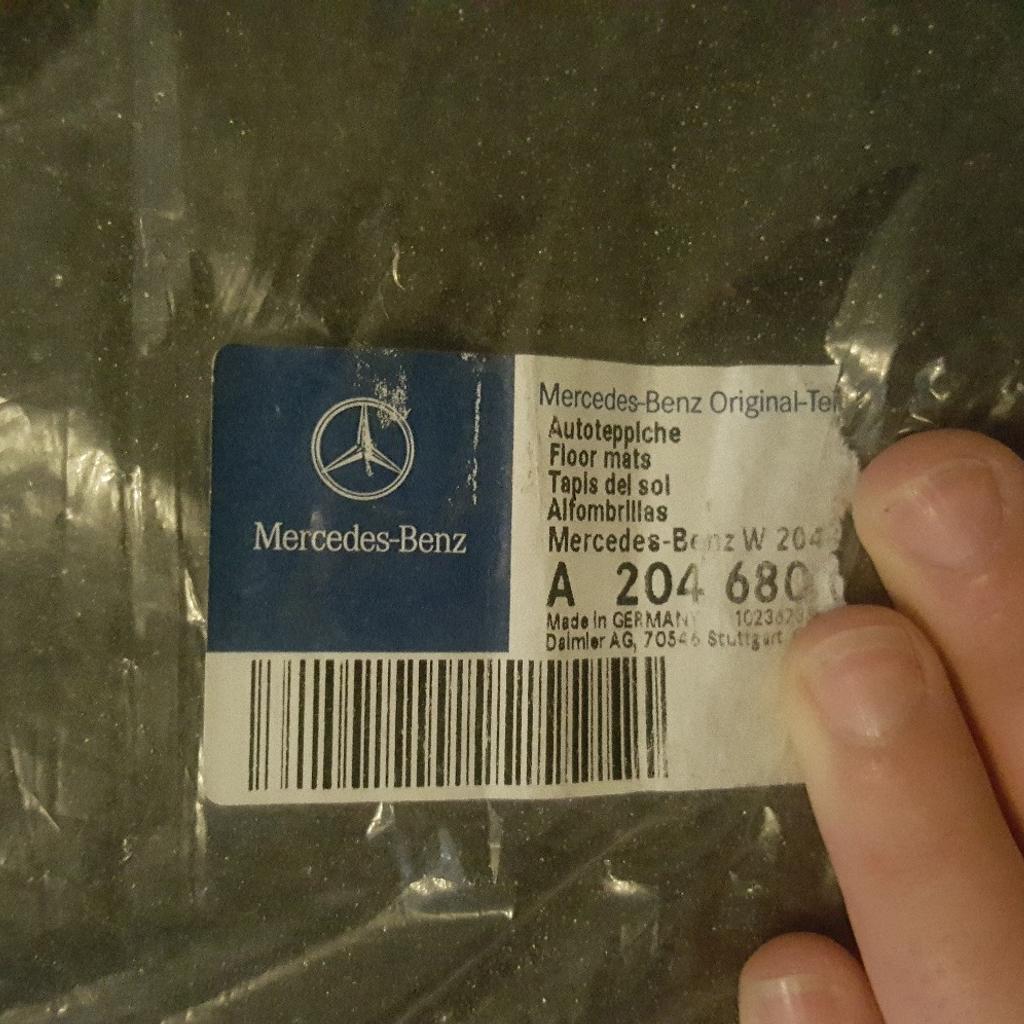 Mercedes-Benz
Mercedes-Benz Original-Tei
Autoteppiche
Floor mats
Tapis del sol
Alfombrillas
Mercedes-Benz W 204
A 204 680
Made in GERMANY
Daimler AG, 70546 Stuttgart